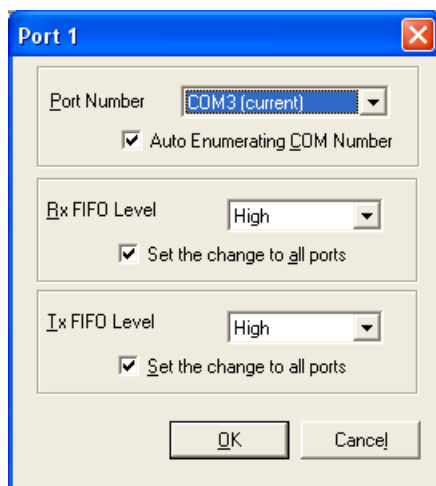 Port 1
Port Number COM3 (current)
Auto Enumerating COM Number
Rx FIFO Level High
Set the change to all ports
Tx FIFO Level High
Set the change to all ports
OK Cancel